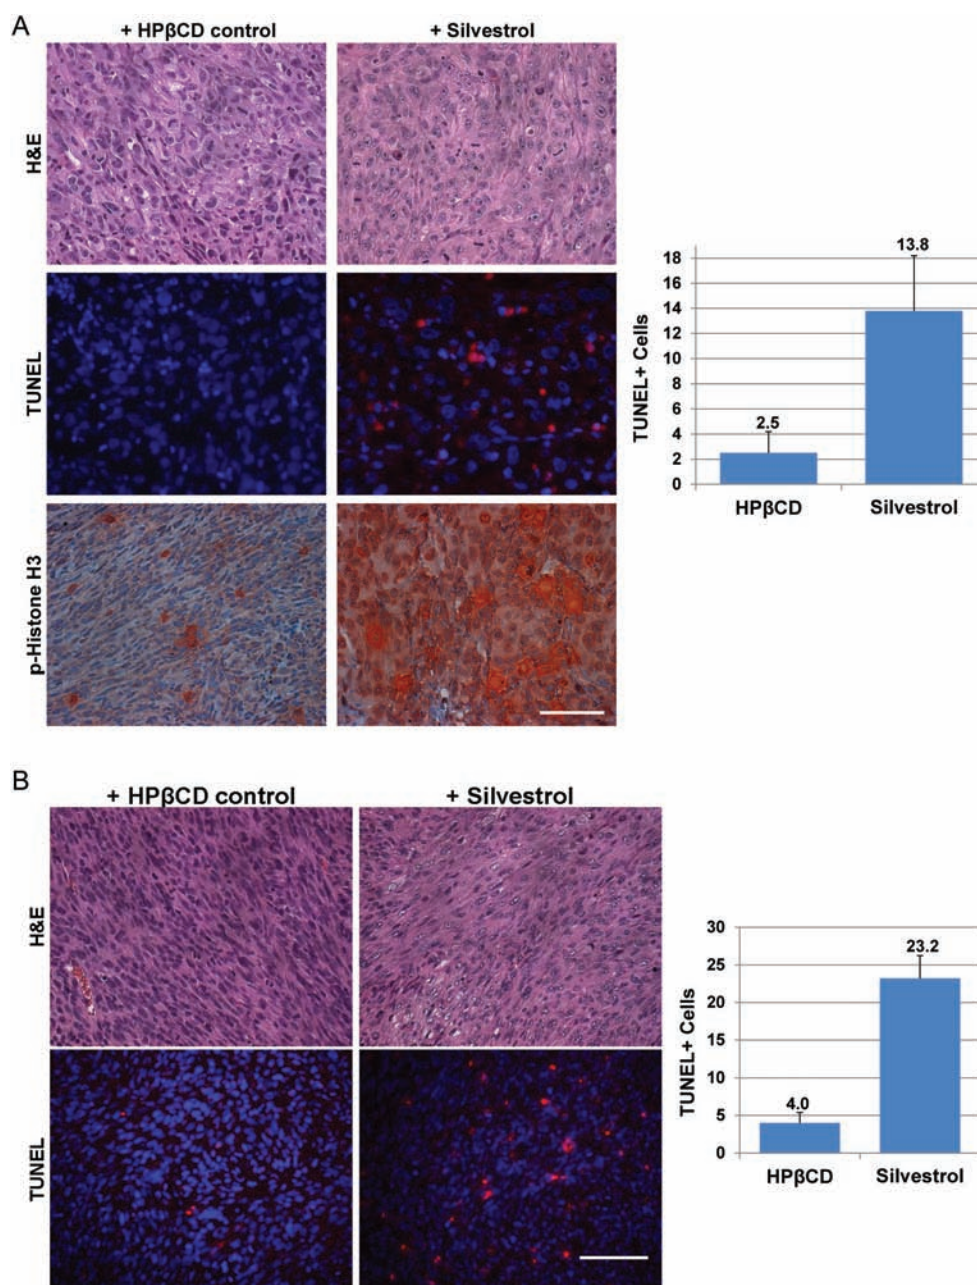 A
+ HPβCD control
+ Silvestrol
H&E
TUNEL
p-Histone H3
TUNEL+ Cells
18
16
14
12
10
8
6
4
2
0
2.5
13.8
HPβCD
Silvestrol
B
+ HPβCD control
+ Silvestrol
H&E
TUNEL
TUNEL+ Cells
30
25
20
15
10
5
0
4.0
23.2
HPβCD
Silvestrol